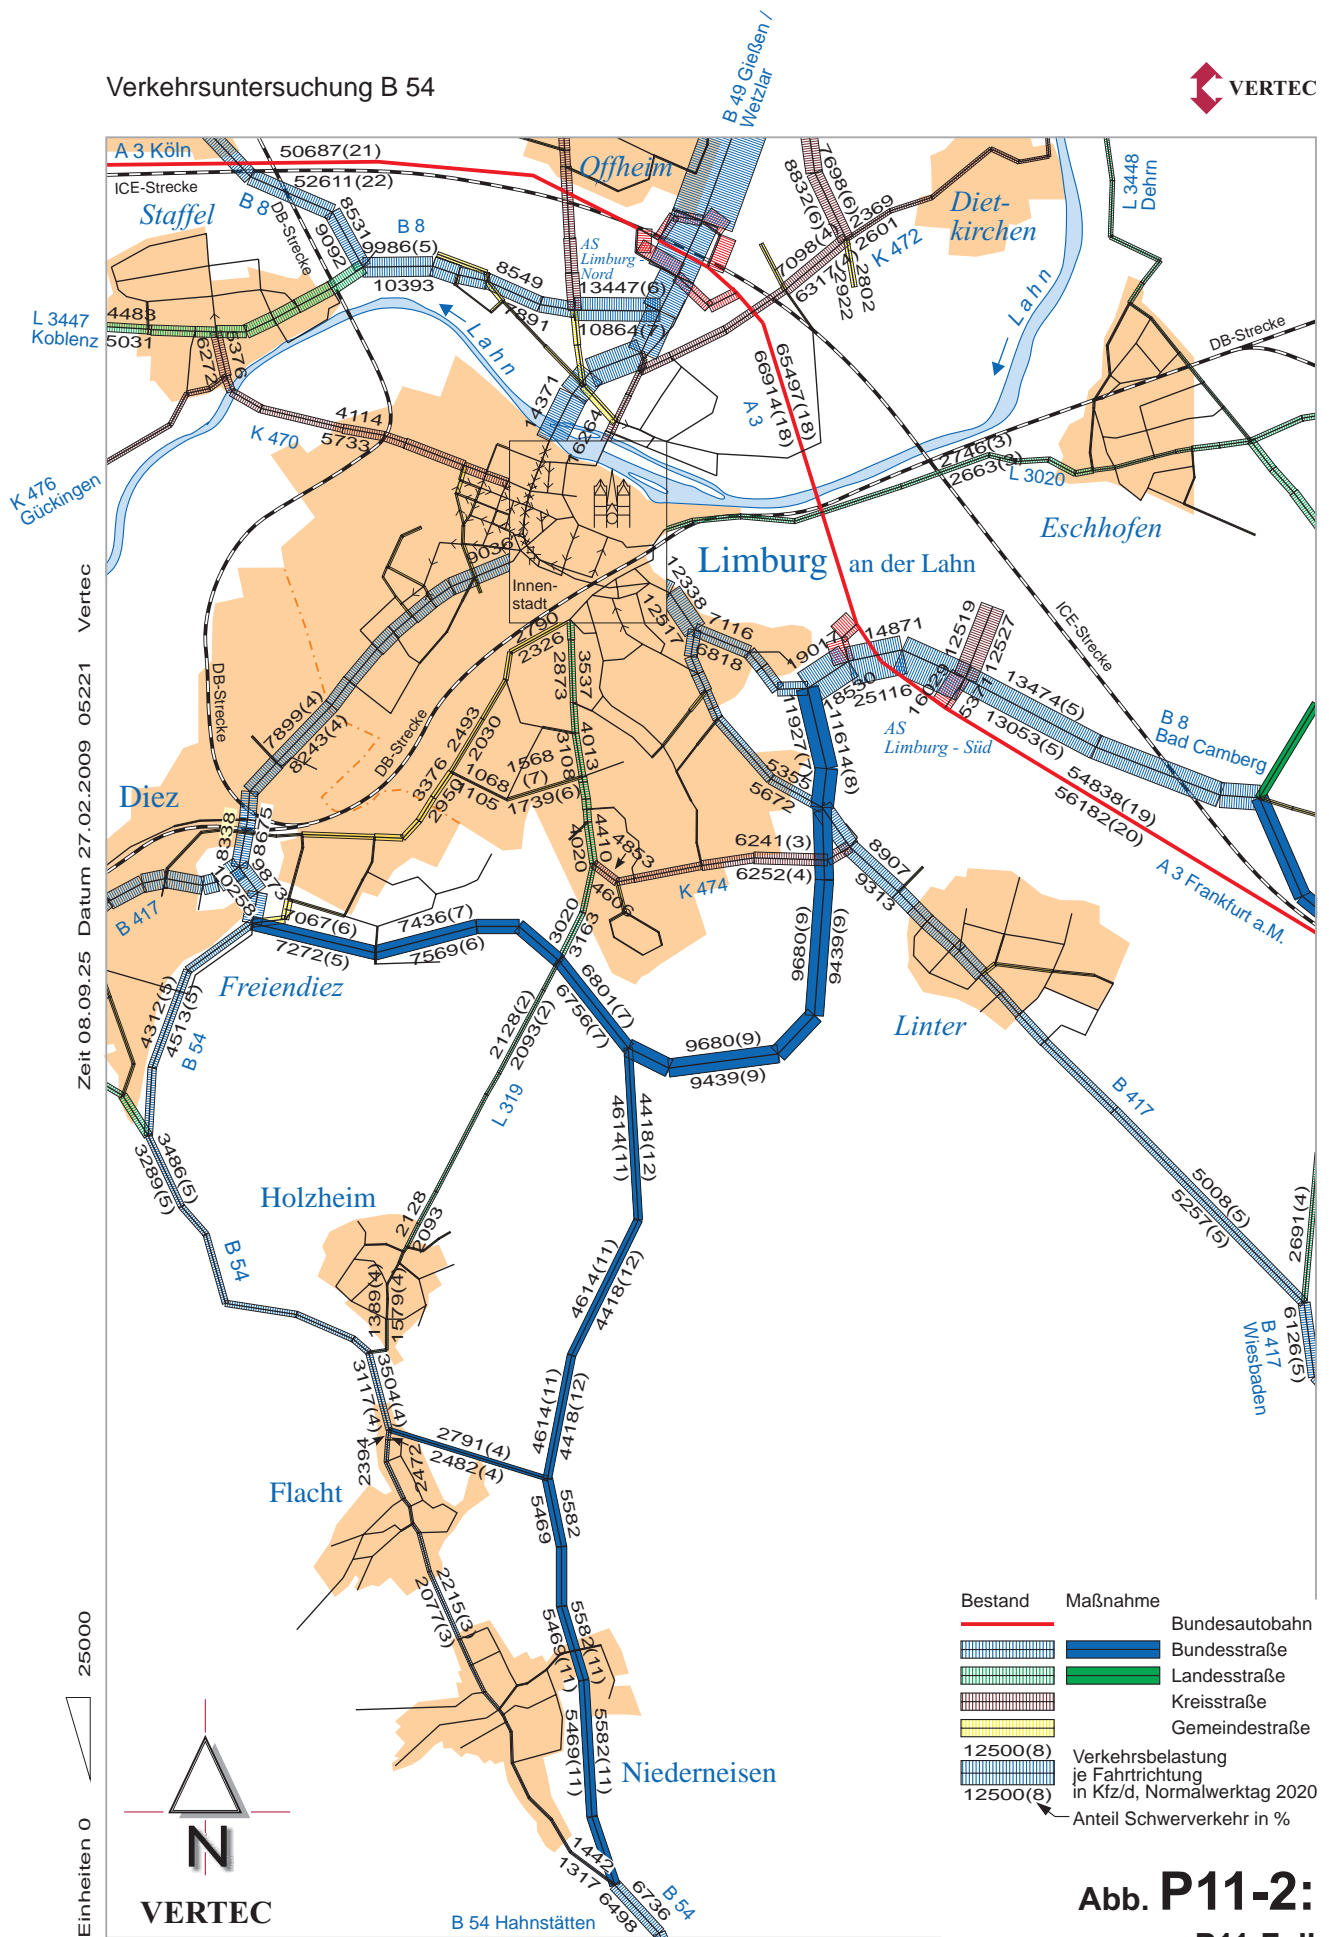 Verkehrsuntersuchung B 54
VERTEC
B 49 Gießen /
Wetzlar
A 3 Köln
50687(21)
52611(22)
ICE-Strecke
Staffel
B 8
DB-Strecke
8531
9092
B 8
9986(5)
10393
8549
7891
Offheim
AS
Limburg -
Nord
13447(6)
10864(7)
7698(6)
8832(6)
2369
2601
7098(4)
6317(4)
K 472
2802
2922
Diet-
kirchen
L 3448
Dehrn
Lahn
Lahn
L 3447
Koblenz
4483
5031
6376
6272
4114
5733
K 470
K 476
Gückingen
14371
16264
65497(18)
66914(18)
A 3
DB-Strecke
2746(3)
2663(3)
L 3020
Eschhofen
9036
Innen-
stadt
Limburg an der Lahn
12338
12517
7116
6818
2790
2326
3537
2873
ICE-Strecke
19017
14871
18530
25116
16029
5371
12519
12527
13474(5)
13053(5)
AS
Limburg - Süd
B 8
Bad Camberg
54838(19)
56182(20)
A 3 Frankfurt a.M.
11927(7)
11614(8)
DB-Strecke
7899(4)
8243(4)
DB-Strecke
2493
2030
3376
2950
4013
3108
1568
(7)
1068
1105
1739(6)
5355
5672
Diez
8338
8675
9873
10258
B 417
4410
4020
4853
4606
6241(3)
6252(4)
K 474
8907
9313
7067(6)
7272(5)
7436(7)
7569(6)
Freiendiez
3020
3163
6801(7)
6756(7)
9680(9)
9439(9)
9680(9)
9439(9)
Linter
4312(5)
4513(5)
B 54
2128(2)
2093(2)
L 319
B 417
4418(12)
4614(11)
3486(5)
3289(5)
5008(5)
5257(5)
2691(4)
6126(5)
B 417
Wiesbaden
Holzheim
2128
2093
B 54
1389(4)
1579(4)
4614(11)
4418(12)
3504(4)
3117(4)
4614(11)
4418(12)
2791(4)
2482(4)
2394
2472
Flacht
5582
5469
2215(3)
2077(3)
5582(11)
5469(11)
5582(11)
5469(11)
Niederneisen
1442
1317
6736
6498
B 54
B 54 Hahnstätten
Bestand Maßnahme
Bundesautobahn
Bundesstraße
Landesstraße
Kreisstraße
Gemeindestraße
12500(8)
12500(8)
Verkehrsbelastung
je Fahrtrichtung
in Kfz/d, Normalwerktag 2020
Anteil Schwerverkehr in %
Zeit 08.09.25 Datum 27.02.2009 05221 Vertec
Einheiten 0 25000
N
VERTEC
Abb. P11-2: